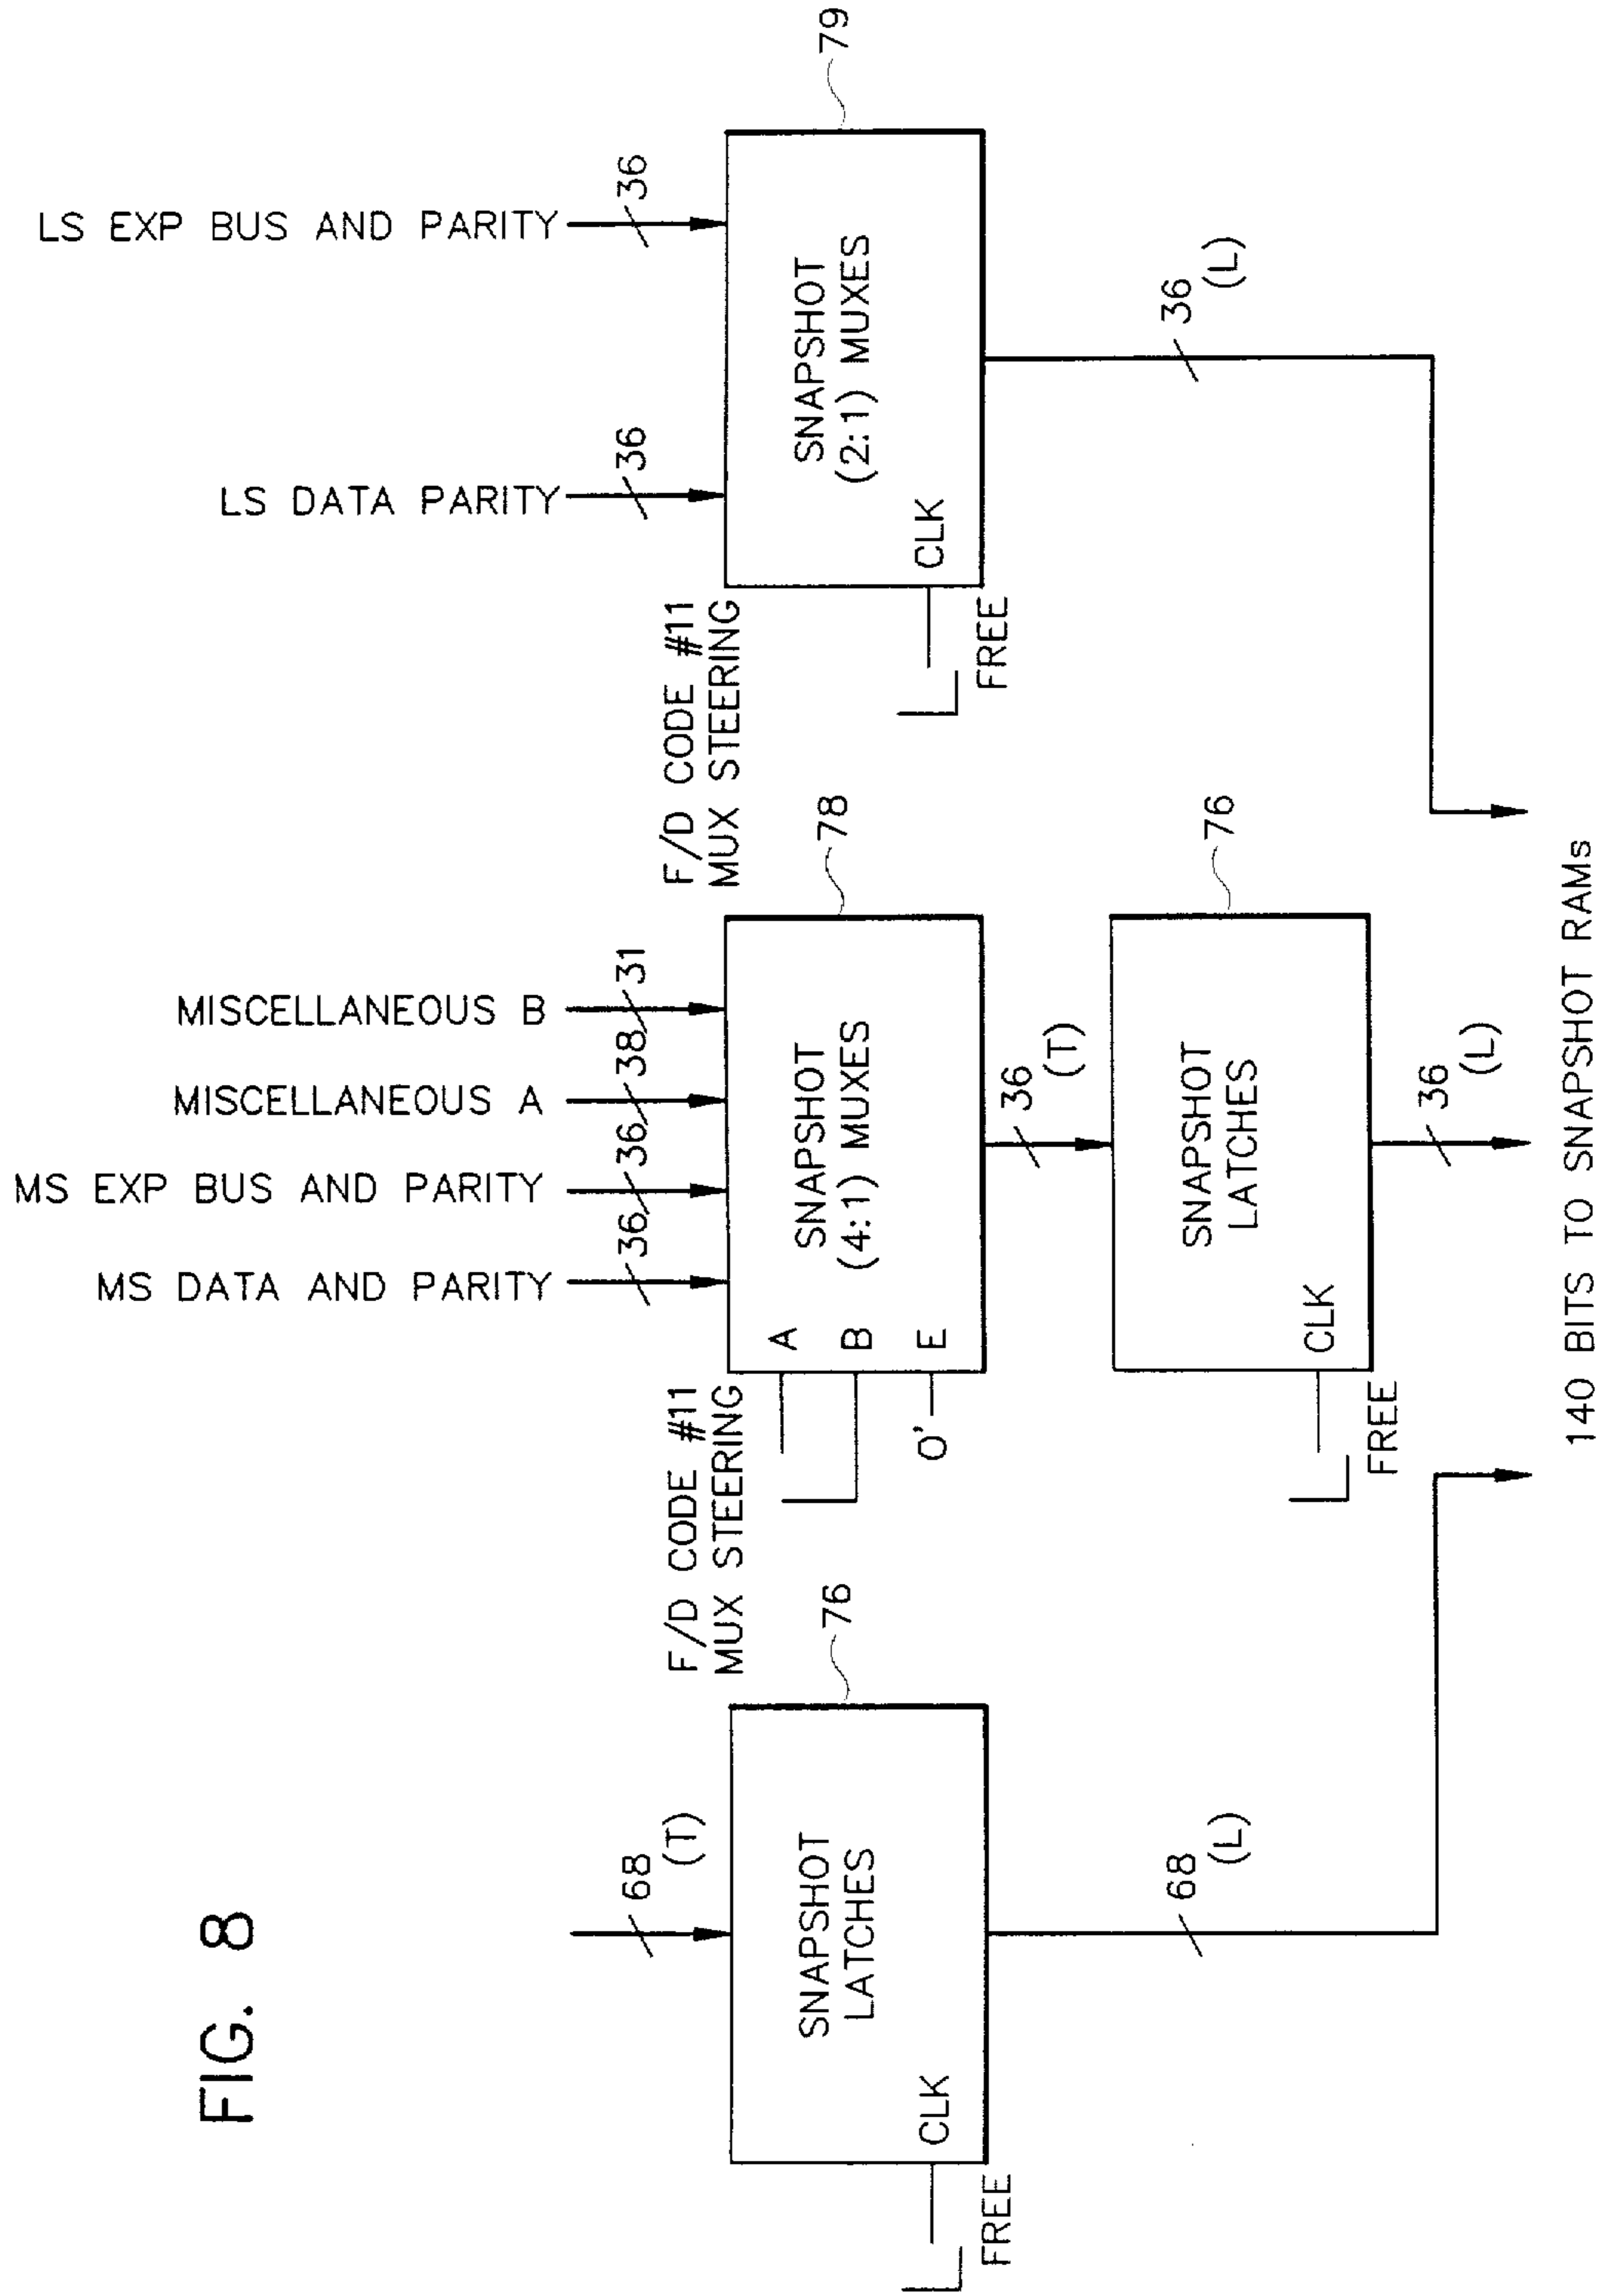 FIG. 8
68
(T)
SNAPSHOT
LATCHES
CLK
FREE
76
68
(L)
MS DATA AND PARITY
36
MS EXP BUS AND PARITY
36
MISCELLANEOUS A
38
MISCELLANEOUS B
31
F/D CODE #11
MUX STEERING
A
B
E
O'
SNAPSHOT
(4:1) MUXES
78
36
(T)
SNAPSHOT
LATCHES
CLK
FREE
76
36
(L)
LS DATA PARITY
36
LS EXP BUS AND PARITY
36
F/D CODE #11
MUX STEERING
SNAPSHOT
(2:1) MUXES
CLK
FREE
79
36
(L)
140 BITS TO SNAPSHOT RAMs